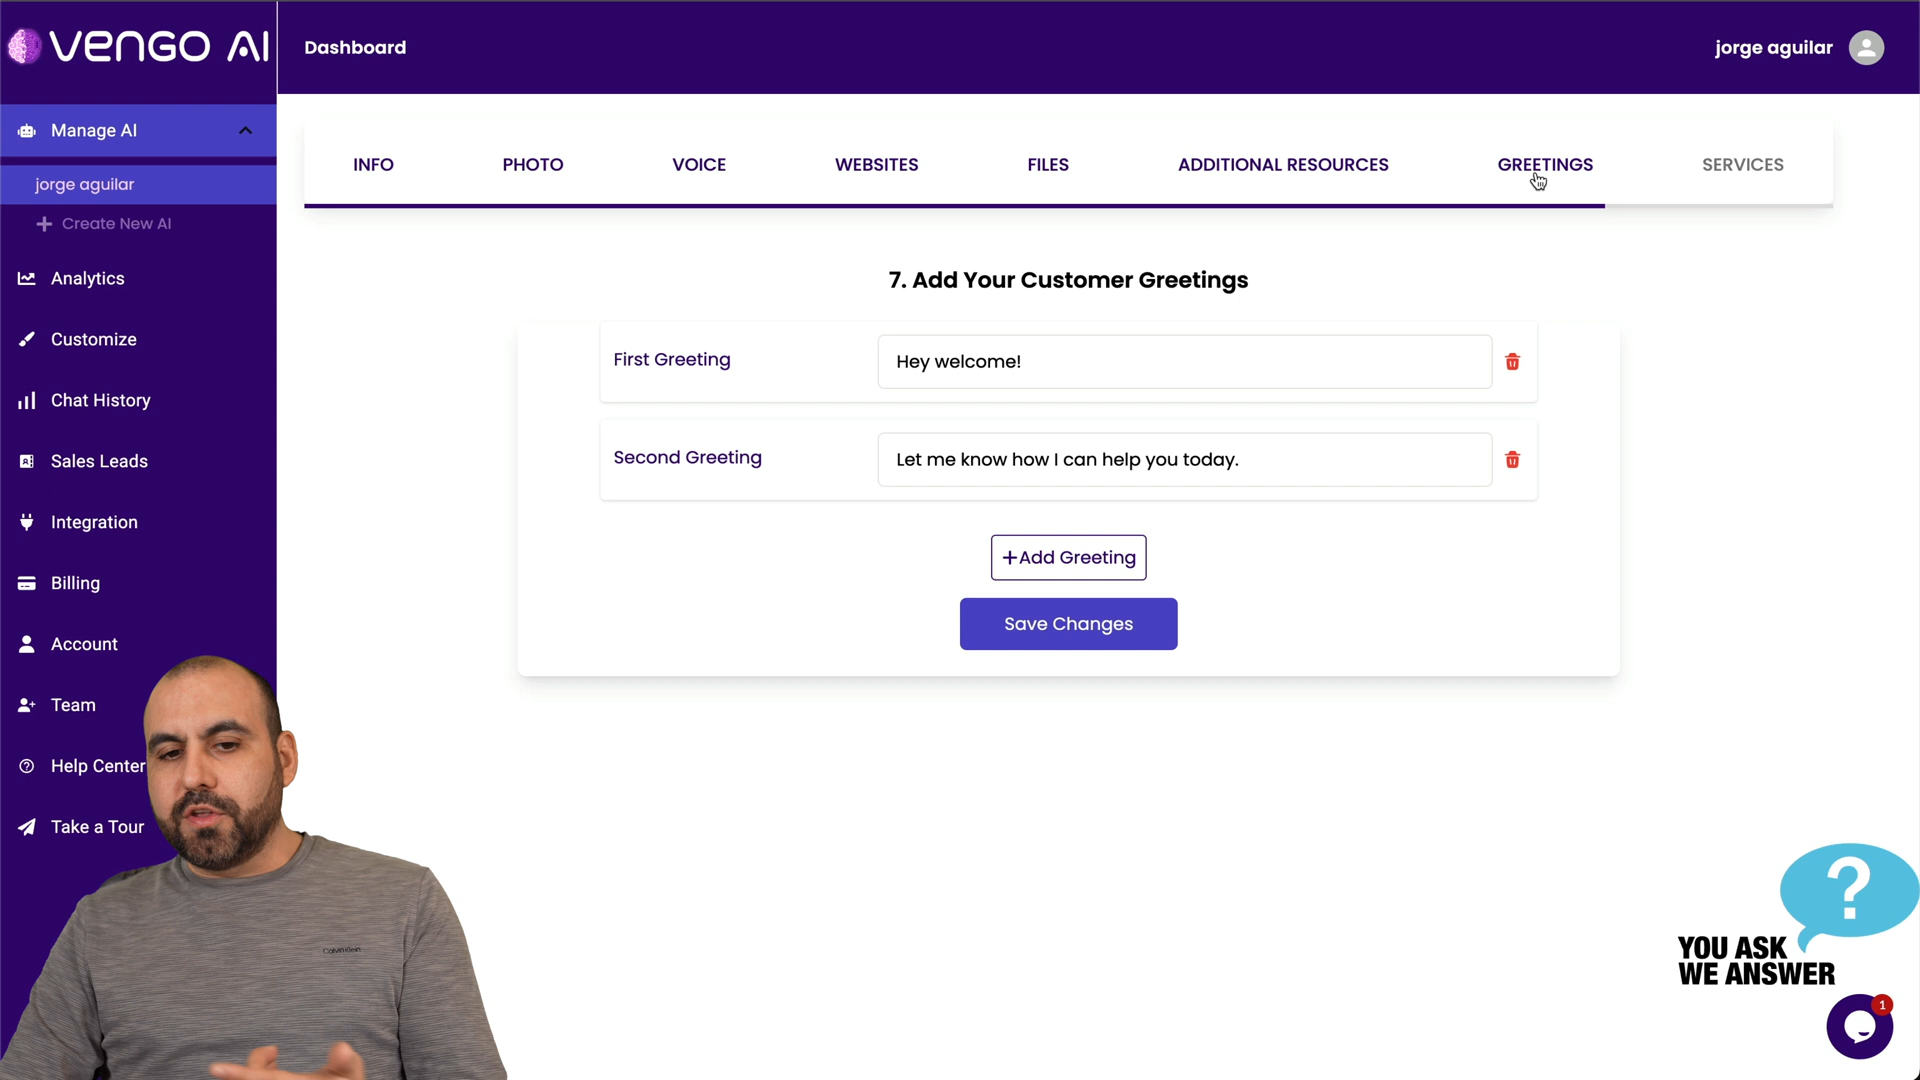 VENGO AI
Dashboard
jorge aguilar
Manage AI
jorge aguilar
Create New AI
Analytics
Customize
Chat History
Sales Leads
Integration
Billing
Account
Team
Help Center
Take a Tour
INFO
PHOTO
VOICE
WEBSITES
FILES
ADDITIONAL RESOURCES
GREETINGS
SERVICES
7. Add Your Customer Greetings
First Greeting
Hey welcome!
Second Greeting
Let me know how I can help you today.
+Add Greeting
Save Changes
Calvin Klein
?
YOU ASK
WE ANSWER
1